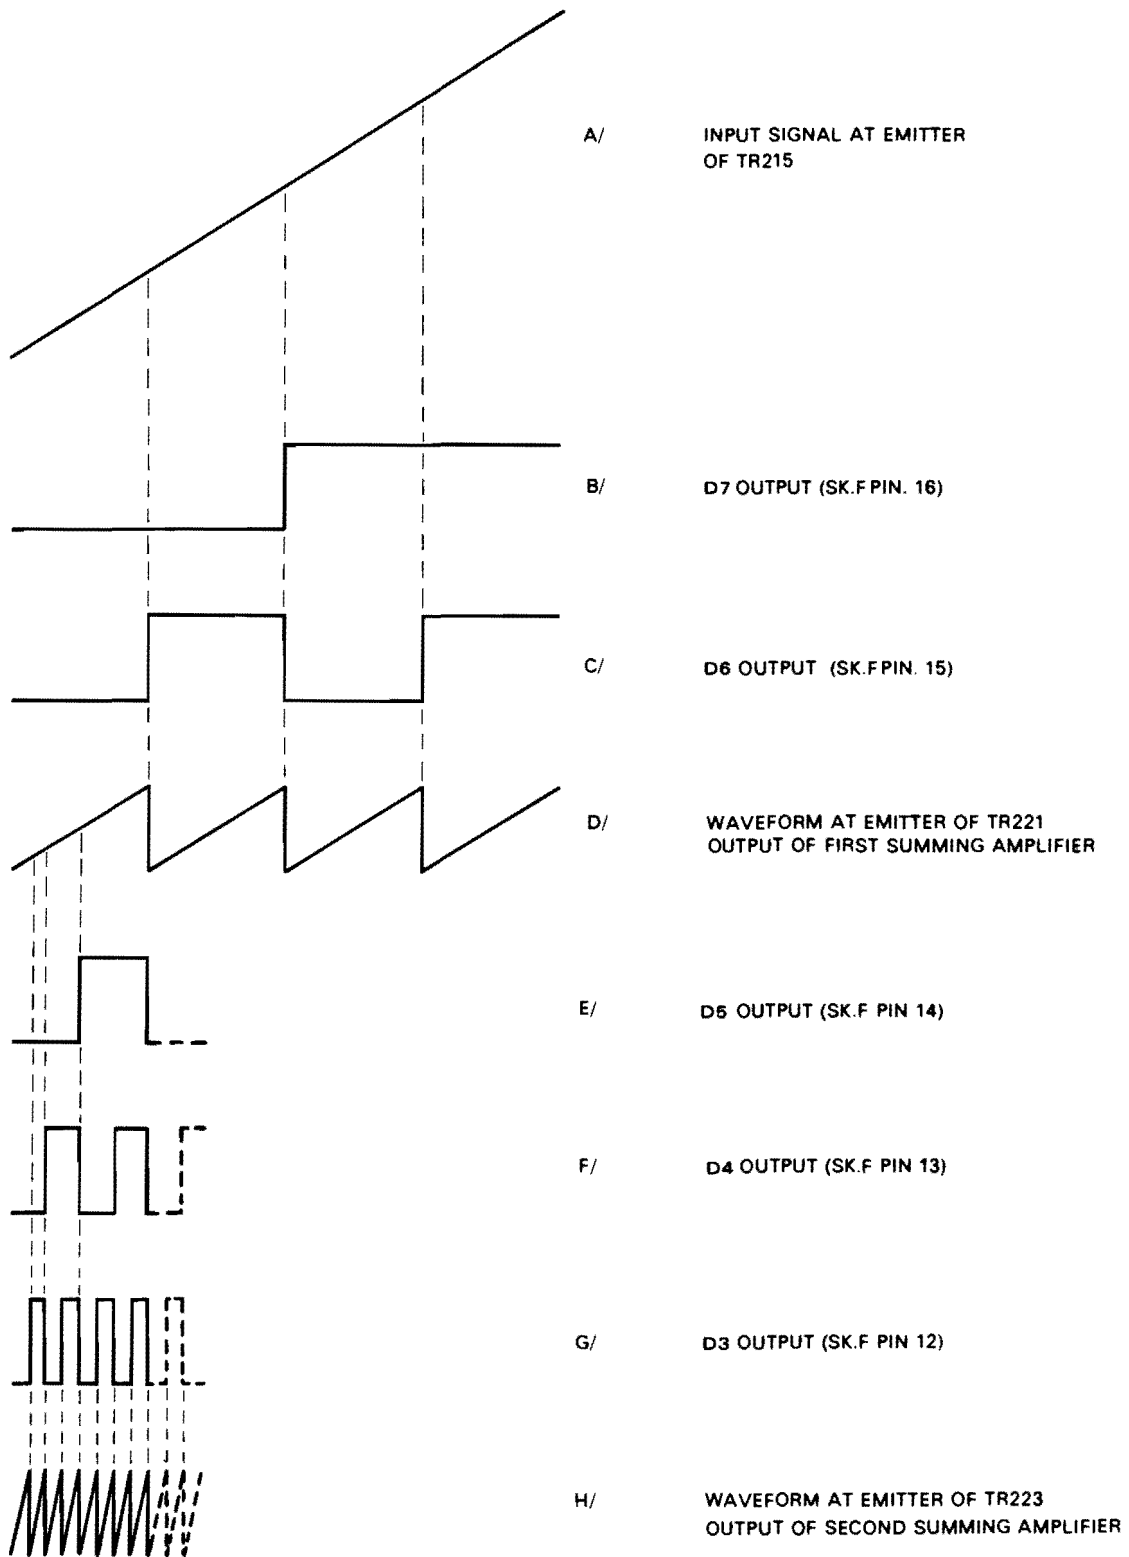 A/ INPUT SIGNAL AT EMITTER
OF TR215
B/ D7 OUTPUT (SK.F PIN. 16)
C/ D6 OUTPUT (SK.F PIN. 15)
D/ WAVEFORM AT EMITTER OF TR221
OUTPUT OF FIRST SUMMING AMPLIFIER
E/ D5 OUTPUT (SK.F PIN 14)
F/ D4 OUTPUT (SK.F PIN 13)
G/ D3 OUTPUT (SK.F PIN 12)
H/ WAVEFORM AT EMITTER OF TR223
OUTPUT OF SECOND SUMMING AMPLIFIER